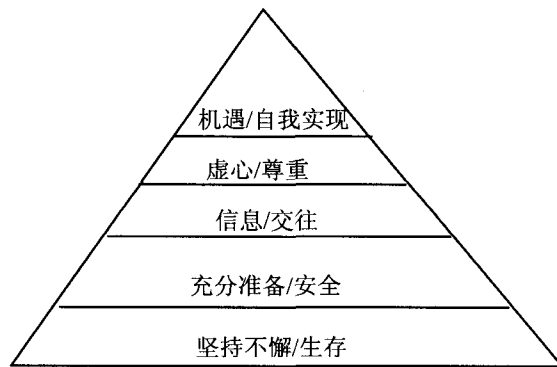 机遇/自我实现
虚心/尊重
信息/交往
充分准备/安全
坚持不懈/生存